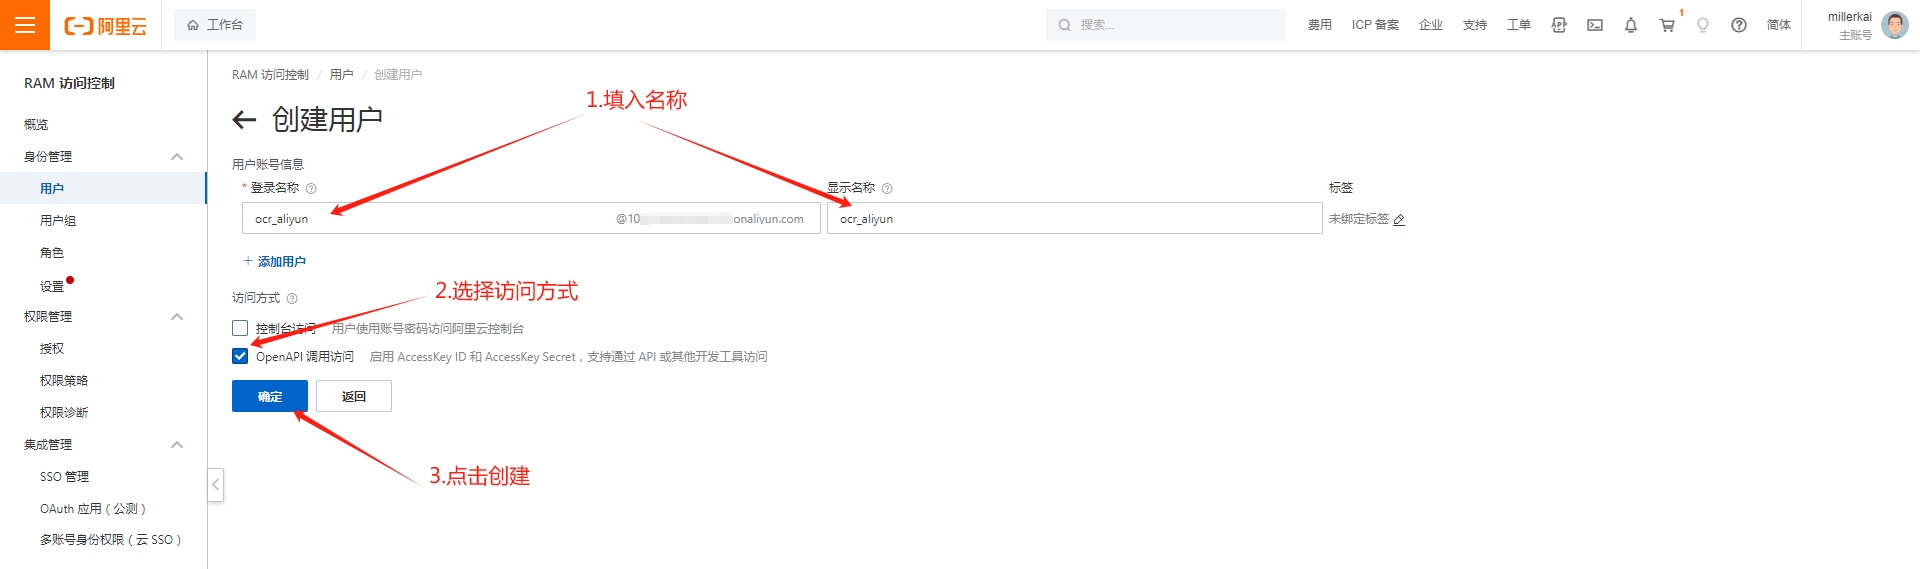 阿里云
工作台
搜索...
费用
ICP 备案
企业
支持
工单
1
简体
millerkai
主账号
RAM 访问控制
概览
身份管理
用户
用户组
角色
设置
权限管理
授权
权限策略
权限诊断
集成管理
SSO 管理
OAuth 应用（公测）
多账号身份权限（云 SSO）
RAM 访问控制 / 用户 / 创建用户
1.填入名称
← 创建用户
用户账号信息
* 登录名称
显示名称
标签
ocr_aliyun
@10
onaliyun.com
ocr_aliyun
未绑定标签
+ 添加用户
2.选择访问方式
访问方式
控制台访问 用户使用账号密码访问阿里云控制台
OpenAPI 调用访问 启用 AccessKey ID 和 AccessKey Secret，支持通过 API 或其他开发工具访问
确定
返回
3.点击创建